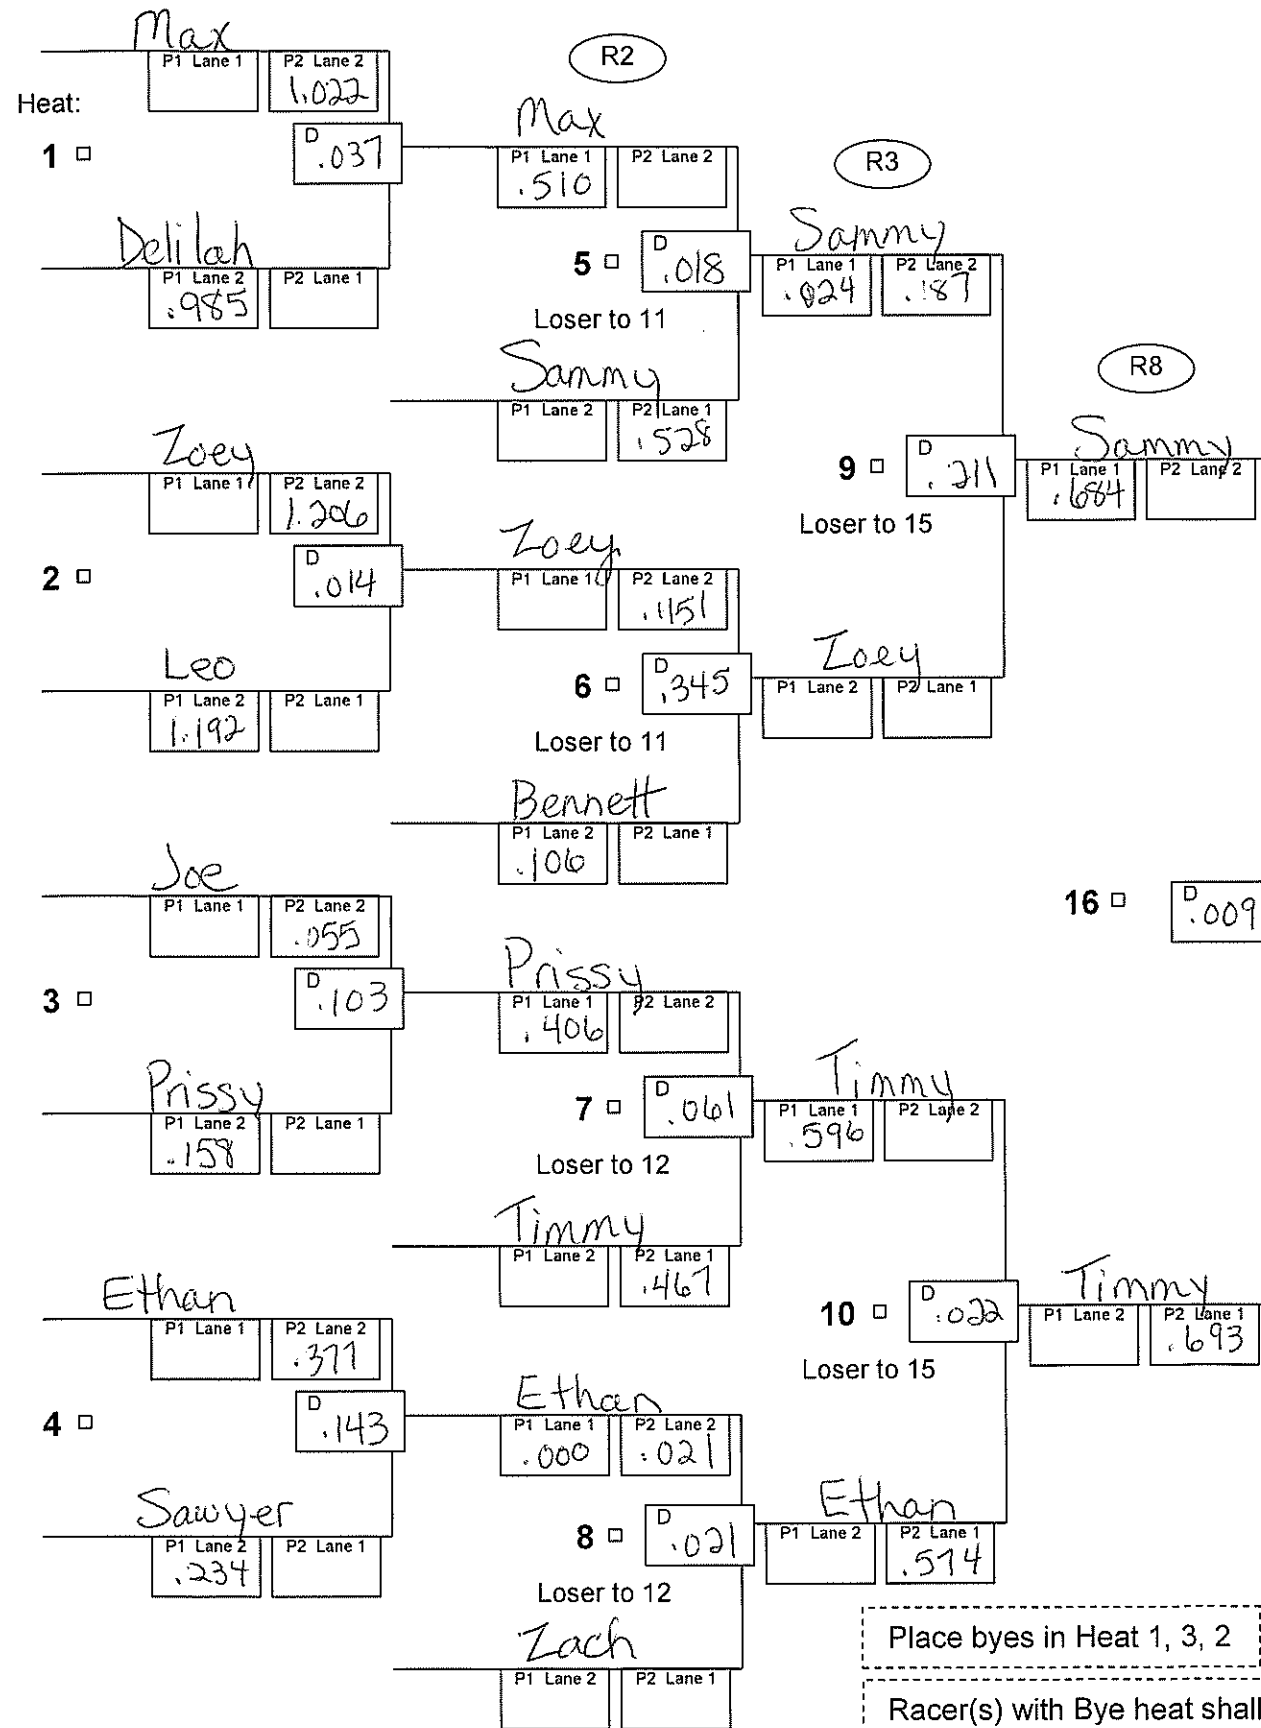 Max
P1 Lane 1 P2 Lane 2
1.022
R2
Heat:
1
D .037
Max
P1 Lane 1 P2 Lane 2
.510
R3
Delilah
P1 Lane 2 P2 Lane 1
.985
5
D .018
Loser to 11
Sammy
P1 Lane 1 P2 Lane 2
.024 .187
Sammy
P1 Lane 2 P2 Lane 1
.528
R8
Zoey
P1 Lane 1 P2 Lane 2
1.206
9
D .211
Loser to 15
Sammy
P1 Lane 1 P2 Lane 2
.684
2
D .014
Zoey
P1 Lane 1 P2 Lane 2
Leo
P1 Lane 2 P2 Lane 1
1.192
6
D .345
Loser to 11
Zoey
P1 Lane 2 P2 Lane 1
Bennett
P1 Lane 2 P2 Lane 1
.106
Joe
P1 Lane 1 P2 Lane 2
.055
16
D .009
3
D .103
Prissy
P1 Lane 1 P2 Lane 2
.406
Prissy
P1 Lane 2 P2 Lane 1
.158
7
D .061
Loser to 12
Timmy
P1 Lane 1 P2 Lane 2
.596
Timmy
P1 Lane 2 P2 Lane 1
.467
Ethan
P1 Lane 1 P2 Lane 2
.377
10
D .022
Loser to 15
Timmy
P1 Lane 2 P2 Lane 1
.693
4
D .143
Ethan
P1 Lane 1 P2 Lane 2
.000 .021
Sawyer
P1 Lane 2 P2 Lane 1
.234
8
D .021
Loser to 12
Ethan
P1 Lane 2 P2 Lane 1
.574
Zach
P1 Lane 2 P2 Lane 1
Place byes in Heat 1, 3, 2
Racer(s) with Bye heat shall